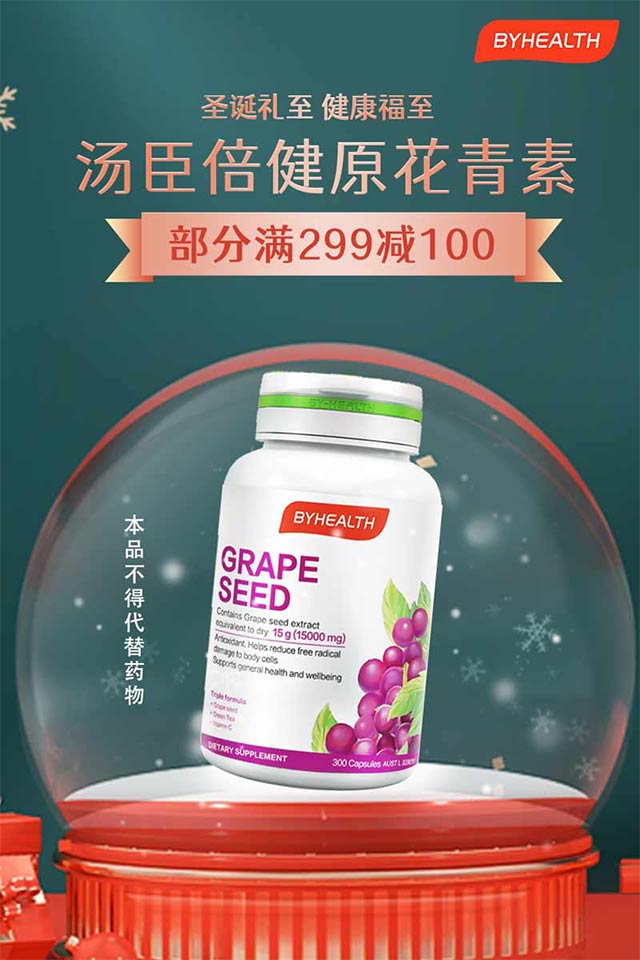 BYHEALTH
圣诞礼至 健康福至
汤臣倍健原花青素
部分满299减100
BY-HEALTH
BYHEALTH
GRAPE
SEED
Contains Grape seed extract
equivalent to dry 15 g (15000 mg)
Antioxidant. Helps reduce free radical
damage to body cells
Supports general health and wellbeing
Triple formula
• Grape seed
• Green Tea
• Vitamin C
DIETARY SUPPLEMENT
300 Capsules AUST L
本品不得代替药物